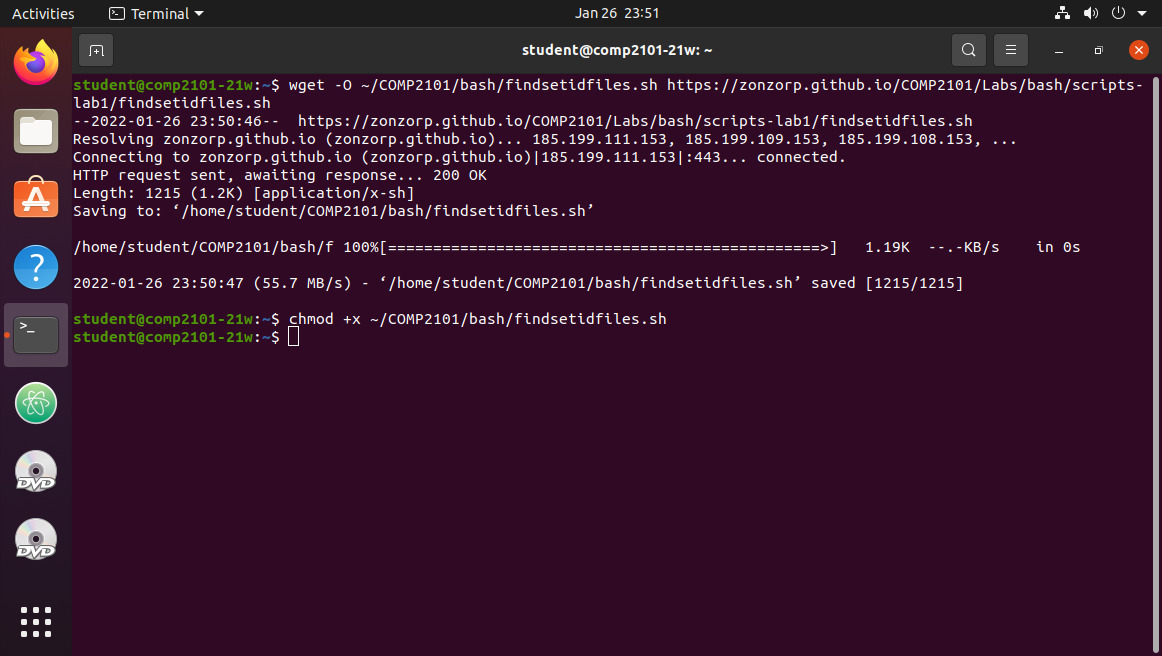 Activities Terminal Jan 26 23:51
student@comp2101-21w: ~
student@comp2101-21w:~$ wget -O ~/COMP2101/bash/findsetidfiles.sh https://zonzorp.github.io/COMP2101/Labs/bash/scripts-
lab1/findsetidfiles.sh
--2022-01-26 23:50:46--  https://zonzorp.github.io/COMP2101/Labs/bash/scripts-lab1/findsetidfiles.sh
Resolving zonzorp.github.io (zonzorp.github.io)... 185.199.111.153, 185.199.109.153, 185.199.108.153, ...
Connecting to zonzorp.github.io (zonzorp.github.io)|185.199.111.153|:443... connected.
HTTP request sent, awaiting response... 200 OK
Length: 1215 (1.2K) [application/x-sh]
Saving to: ‘/home/student/COMP2101/bash/findsetidfiles.sh’
/home/student/COMP2101/bash/f 100%[================================================>]   1.19K  --.-KB/s    in 0s
2022-01-26 23:50:47 (55.7 MB/s) - ‘/home/student/COMP2101/bash/findsetidfiles.sh’ saved [1215/1215]
student@comp2101-21w:~$ chmod +x ~/COMP2101/bash/findsetidfiles.sh
student@comp2101-21w:~$
?
>_
DVD
DVD